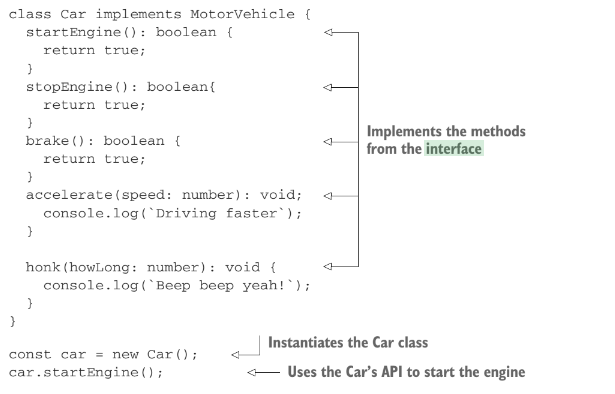 class Car implements MotorVehicle {
  startEngine(): boolean {
    return true;
  }
  stopEngine(): boolean{
    return true;
  }
  brake(): boolean {
    return true;
  }
  accelerate(speed: number): void;
    console.log(`Driving faster`);
  }
  honk(howLong: number): void {
    console.log(`Beep beep yeah!`);
  }
}
Implements the methods
from the interface
const car = new Car();
Instantiates the Car class
car.startEngine();
Uses the Car's API to start the engine